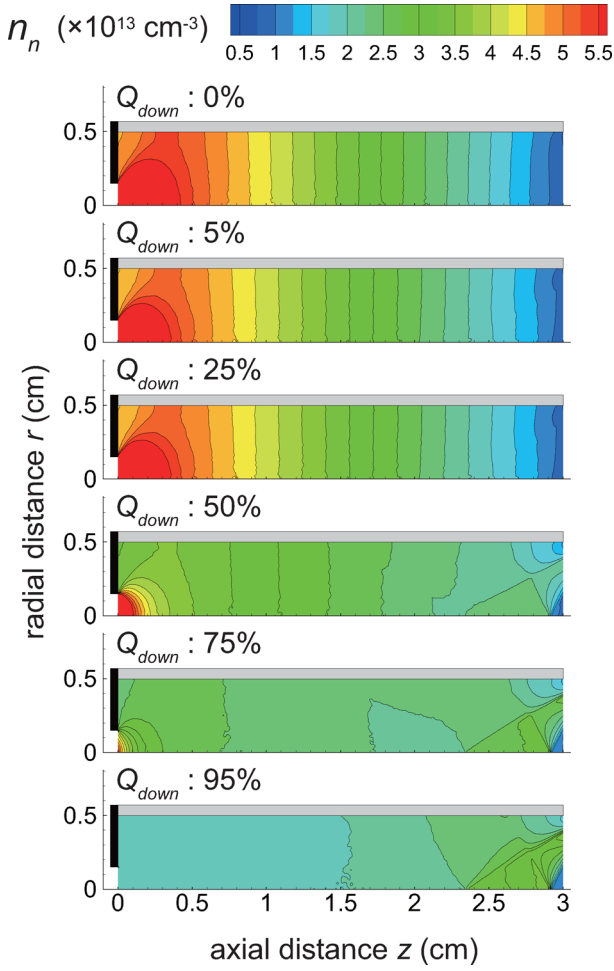 nₙ (×10¹³ cm⁻³)
0.5 1 1.5 2 2.5 3 3.5 4 4.5 5 5.5
Q_down : 0%
0.5
0
Q_down : 5%
0.5
0
Q_down : 25%
0.5
0
Q_down : 50%
0.5
0
Q_down : 75%
0.5
0
Q_down : 95%
0.5
0
0 0.5 1 1.5 2 2.5 3
radial distance r (cm)
axial distance z (cm)